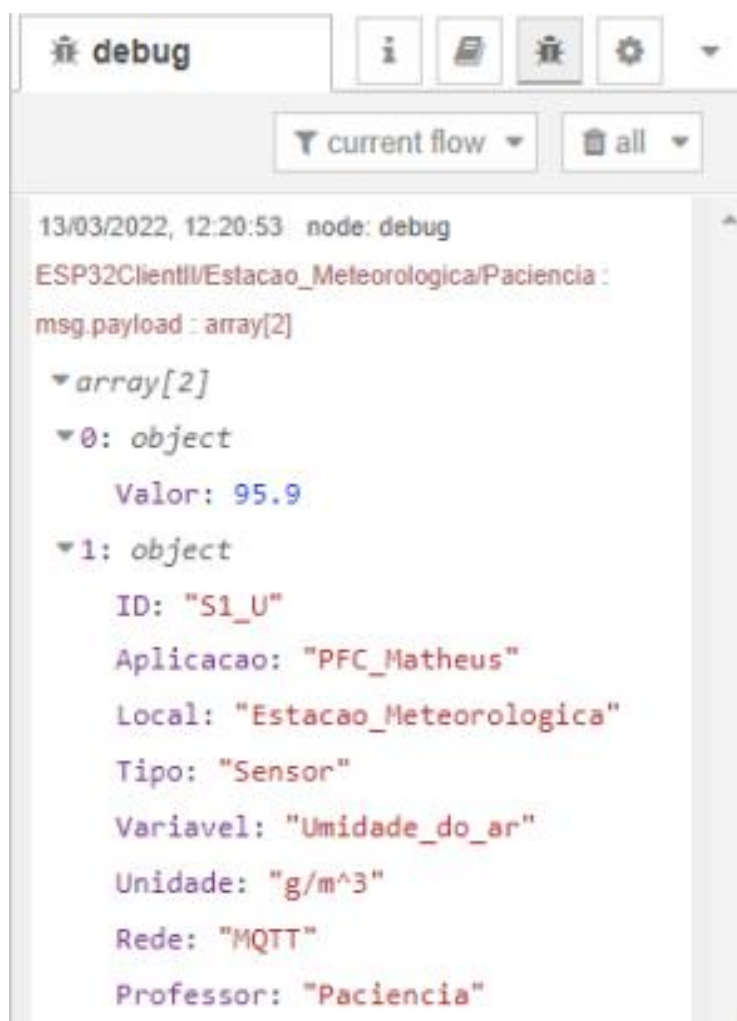 debug
i
current flow
all
13/03/2022, 12:20:53 node: debug
ESP32ClientII/Estacao_Meteorologica/Paciencia :
msg.payload : array[2]
array[2]
0: object
Valor: 95.9
1: object
ID: "S1_U"
Aplicacao: "PFC_Matheus"
Local: "Estacao_Meteorologica"
Tipo: "Sensor"
Variavel: "Umidade_do_ar"
Unidade: "g/m^3"
Rede: "MQTT"
Professor: "Paciencia"